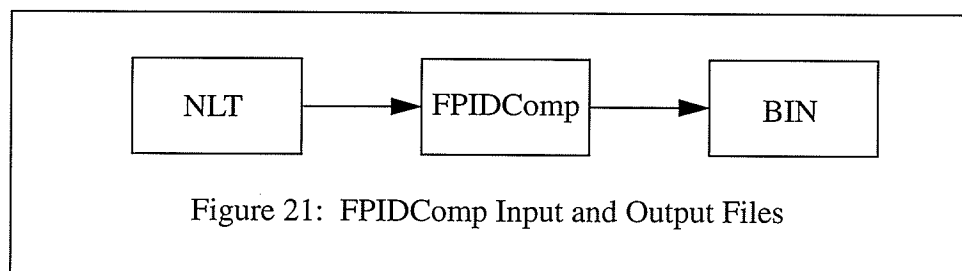 NLT FPIDComp BIN
Figure 21: FPIDComp Input and Output Files